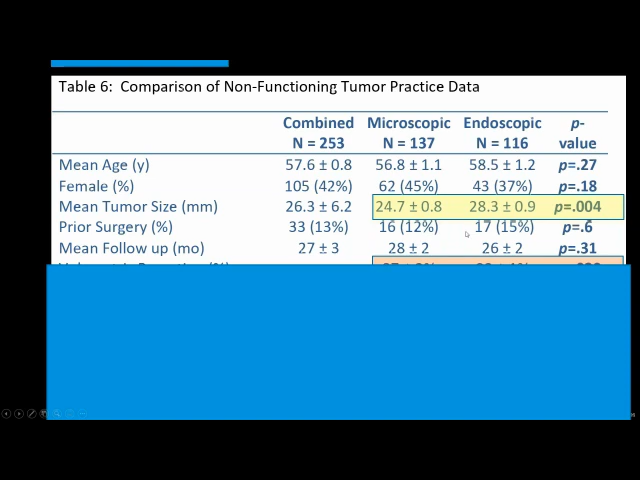 Table 6: Comparison of Non-Functioning Tumor Practice Data
Combined Microscopic Endoscopic p-
N = 253 N = 137 N = 116 value
Mean Age (y) 57.6 ± 0.8 56.8 ± 1.1 58.5 ± 1.2 p=.27
Female (%) 105 (42%) 62 (45%) 43 (37%) p=.18
Mean Tumor Size (mm) 26.3 ± 6.2 24.7 ± 0.8 28.3 ± 0.9 p=.004
Prior Surgery (%) 33 (13%) 16 (12%) 17 (15%) p=.6
Mean Follow up (mo) 27 ± 3 28 ± 2 26 ± 2 p=.31